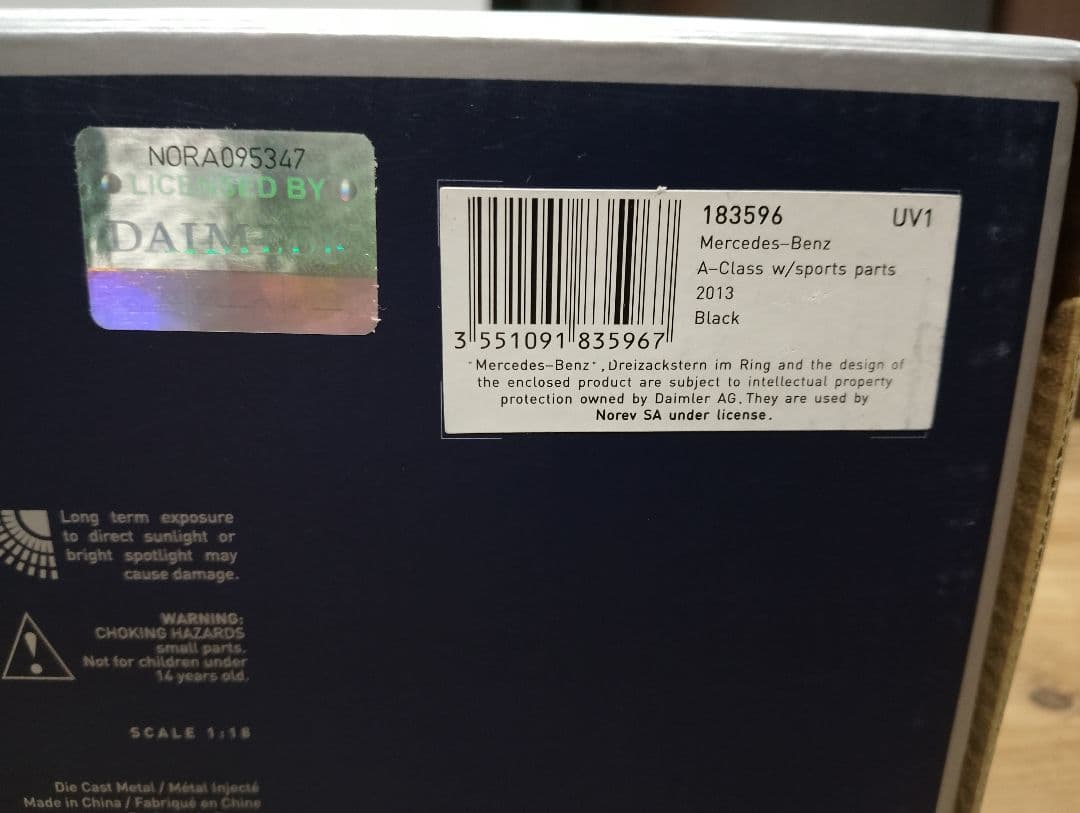 NORA095347
LICENSED BY
DAIM
183596 UV1
Mercedes-Benz
A-Class w/sports parts
2013
Black
3 551091 835967
"Mercedes-Benz", Dreizackstern im Ring and the design of
the enclosed product are subject to intellectual property
protection owned by Daimler AG. They are used by
Norev SA under license.
Long term exposure
to direct sunlight or
bright spotlight may
cause damage.
WARNING:
CHOKING HAZARDS
small parts.
Not for children under
14 years old.
SCALE 1:18
Die Cast Metal / Métal Injecté
Made in China / Fabriqué en Chine